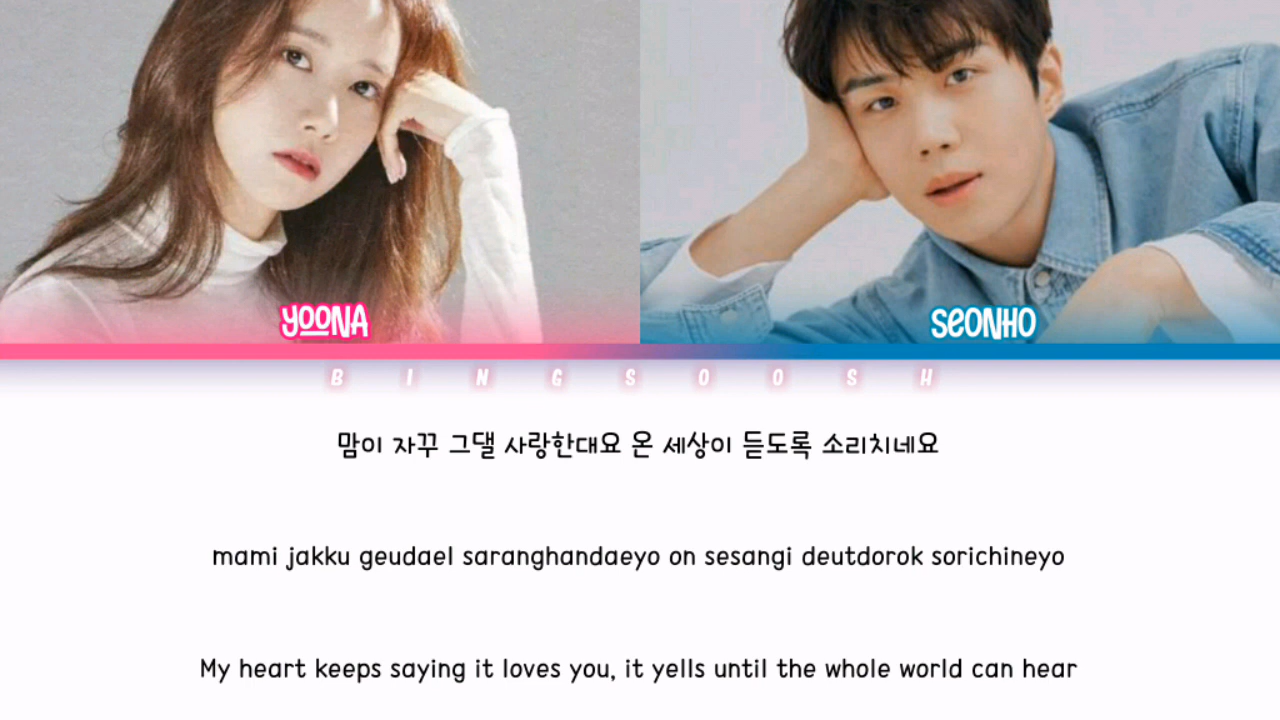 YOONA
SEONHO
BINGSOOSH
맘이 자꾸 그댈 사랑한대요 온 세상이 듣도록 소리치네요
mami jakku geudael saranghandaeyo on sesangi deutdorok sorichineyo
My heart keeps saying it loves you, it yells until the whole world can hear